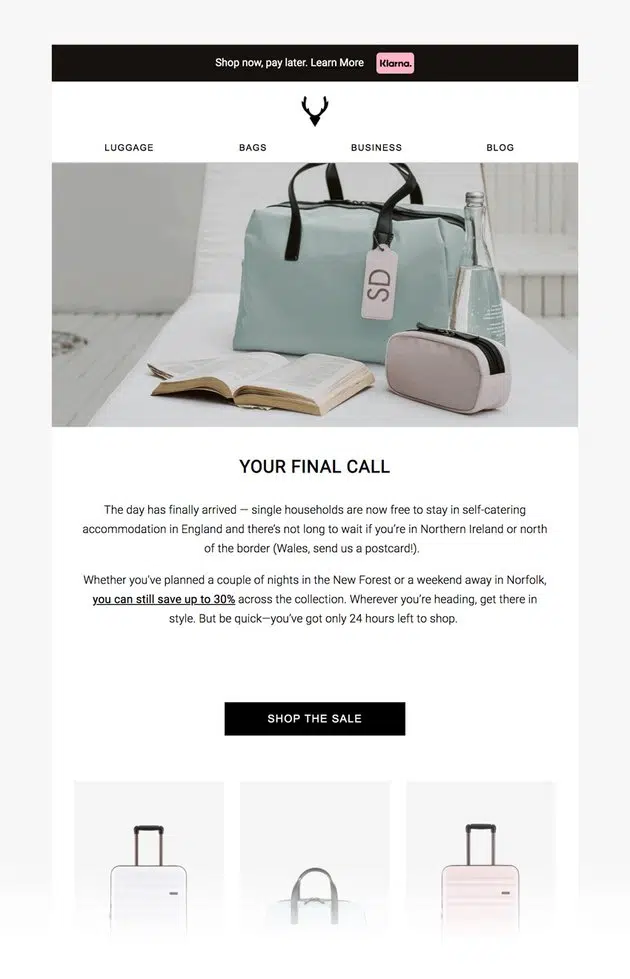 Shop now, pay later. Learn More Klarna.
LUGGAGE BAGS BUSINESS BLOG
SD
YOUR FINAL CALL
The day has finally arrived — single households are now free to stay in self-catering
accommodation in England and there's not long to wait if you're in Northern Ireland or north
of the border (Wales, send us a postcard!).
Whether you've planned a couple of nights in the New Forest or a weekend away in Norfolk,
you can still save up to 30% across the collection. Wherever you're heading, get there in
style. But be quick—you've got only 24 hours left to shop.
SHOP THE SALE